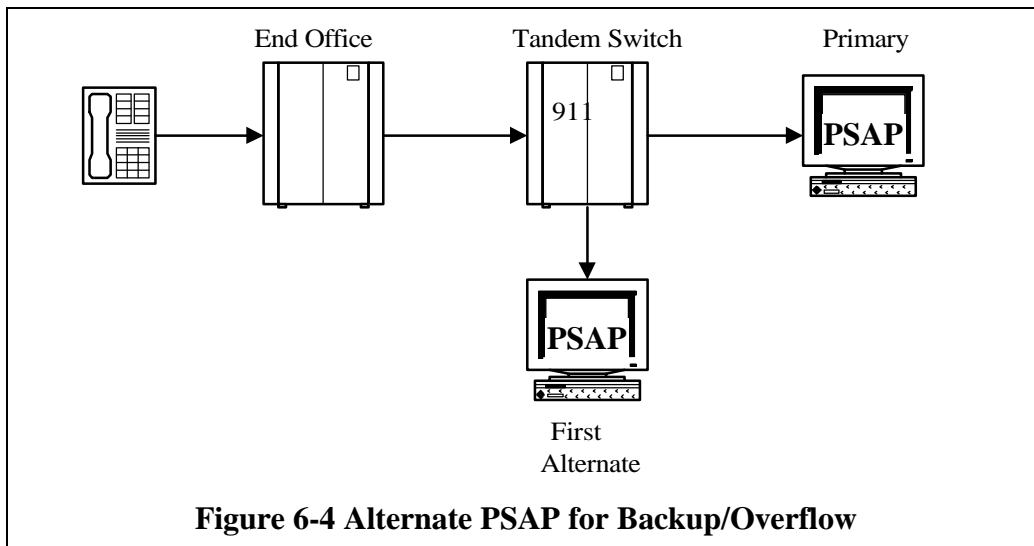 End Office
Tandem Switch
Primary
911
PSAP
PSAP
First
Alternate
Figure 6-4 Alternate PSAP for Backup/Overflow